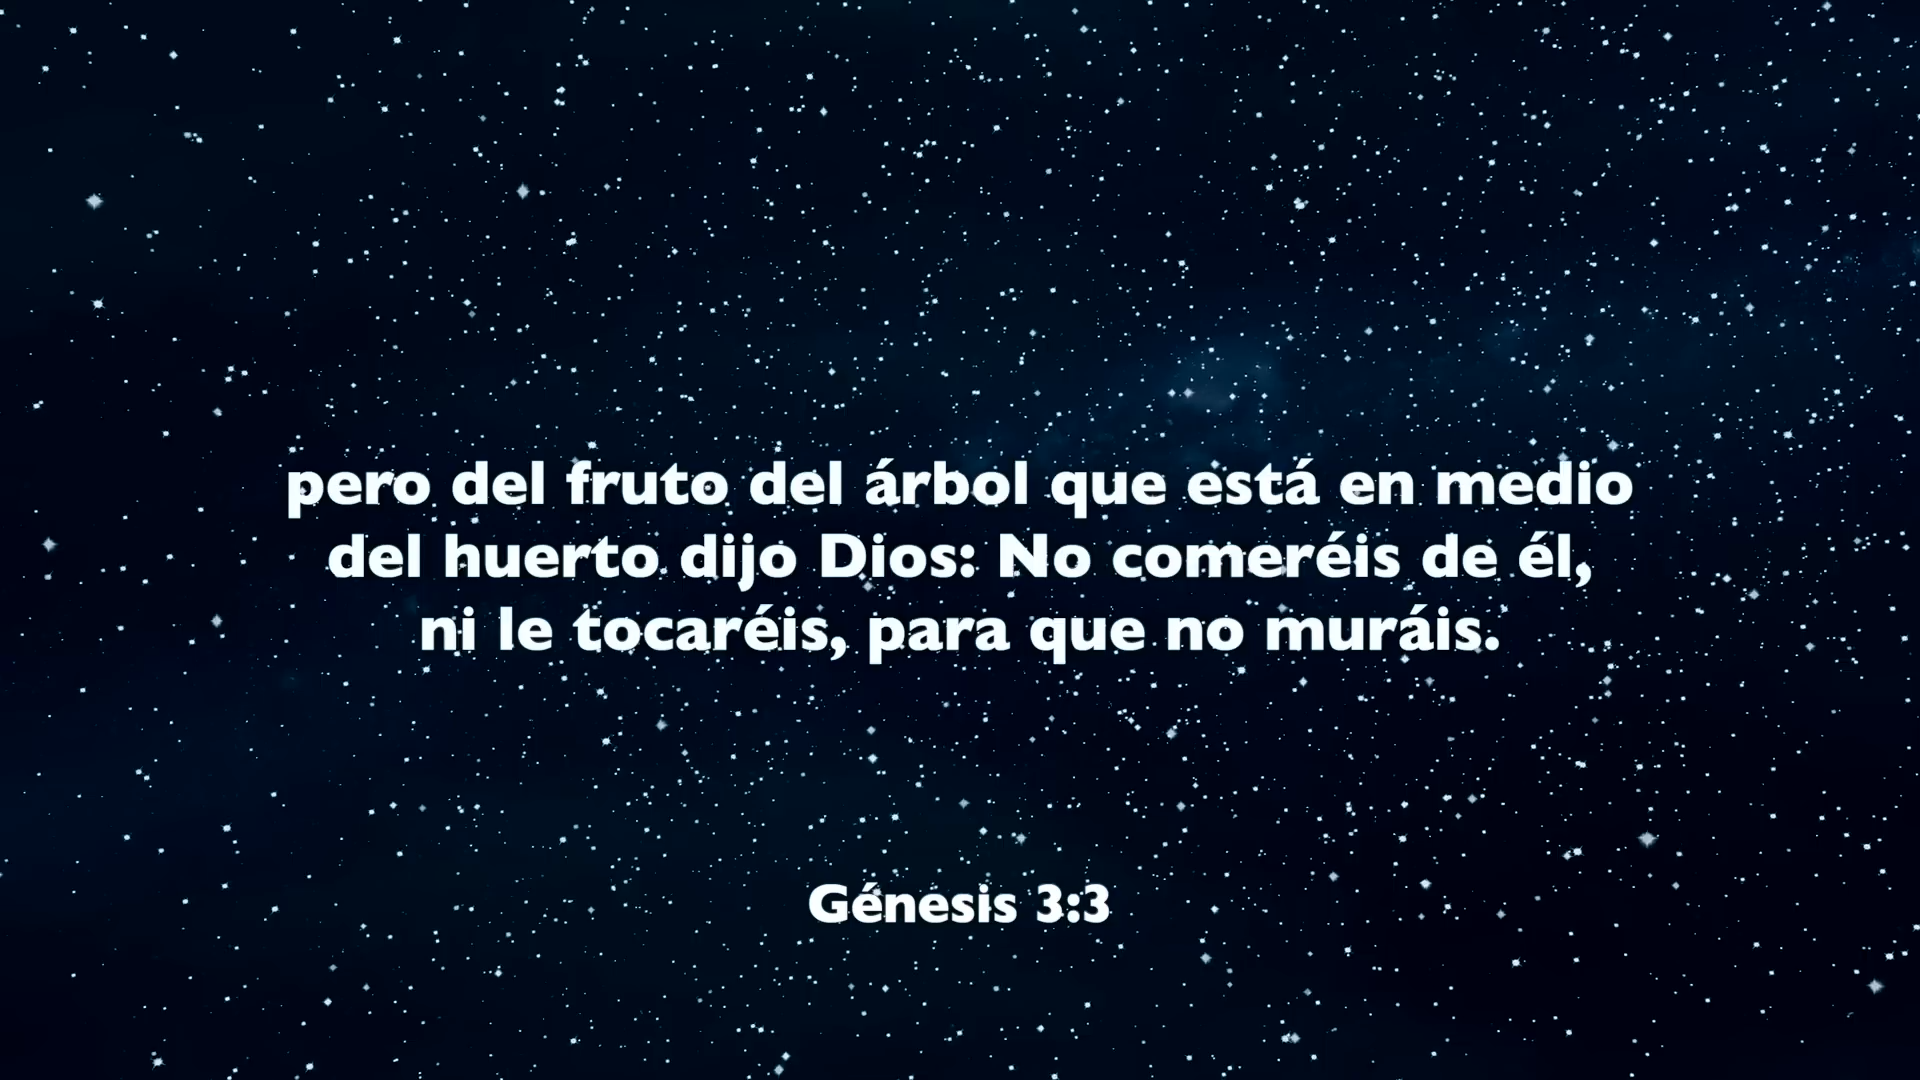 pero del fruto del árbol que está en medio
del huerto dijo Dios: No comeréis de él,
ni le tocaréis, para que no muráis.
Génesis 3:3